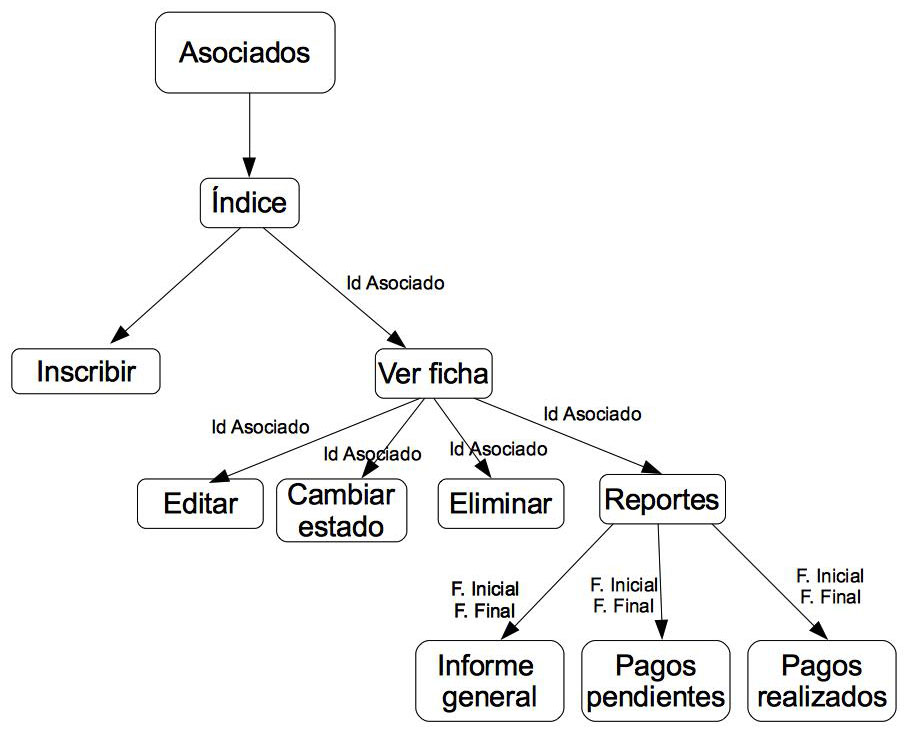 Asociados
Índice
Id Asociado
Inscribir
Ver ficha
Id Asociado
Id Asociado
Id Asociado
Id Asociado
Editar
Cambiar
estado
Eliminar
Reportes
F. Inicial
F. Final
F. Inicial
F. Final
F. Inicial
F. Final
Informe
general
Pagos
pendientes
Pagos
realizados